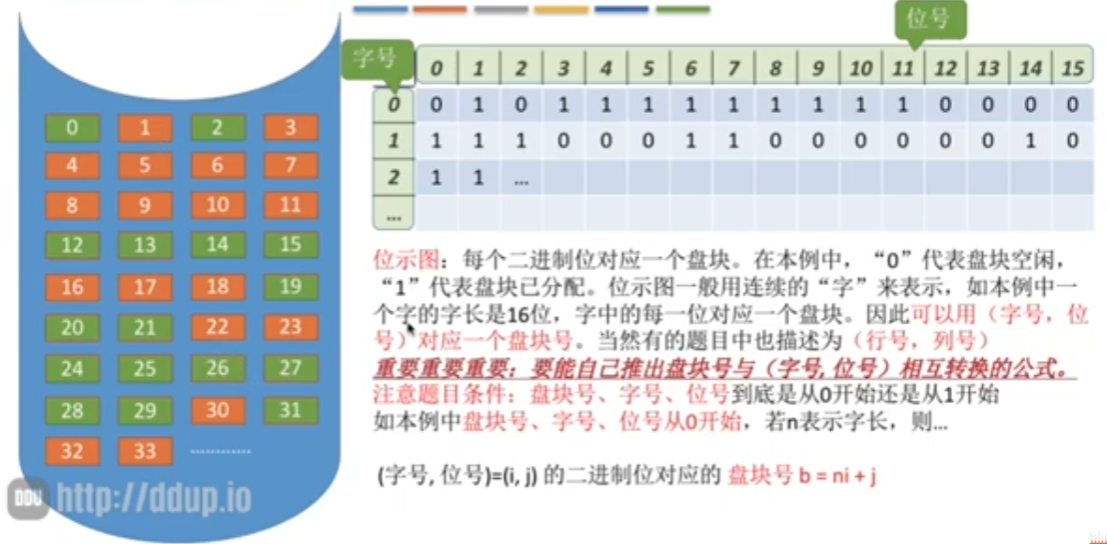 位号
字号
0 1 2 3 4 5 6 7 8 9 10 11 12 13 14 15
0 0 1 0 1 1 1 1 1 1 1 1 1 0 0 0 0
1 1 1 1 0 0 0 1 1 0 0 0 0 0 0 1 0
2 1 1 ...
...
0 1 2 3
4 5 6 7
8 9 10 11
12 13 14 15
16 17 18 19
20 21 22 23
24 25 26 27
28 29 30 31
32 33 …………
位示图：每个二进制位对应一个盘块。在本例中，“0”代表盘块空闲，
“1”代表盘块已分配。位示图一般用连续的“字”来表示，如本例中一
个字的字长是16位，字中的每一位对应一个盘块。因此可以用（字号，位
号）对应一个盘块号。当然有的题目中也描述为（行号，列号）
重要重要重要：要能自己推出盘块号与（字号, 位号）相互转换的公式。
注意题目条件：盘块号、字号、位号到底是从0开始还是从1开始
如本例中盘块号、字号、位号从0开始，若n表示字长，则...
(字号, 位号)=(i, j) 的二进制位对应的 盘块号 b = ni + j
DDU http://ddup.io